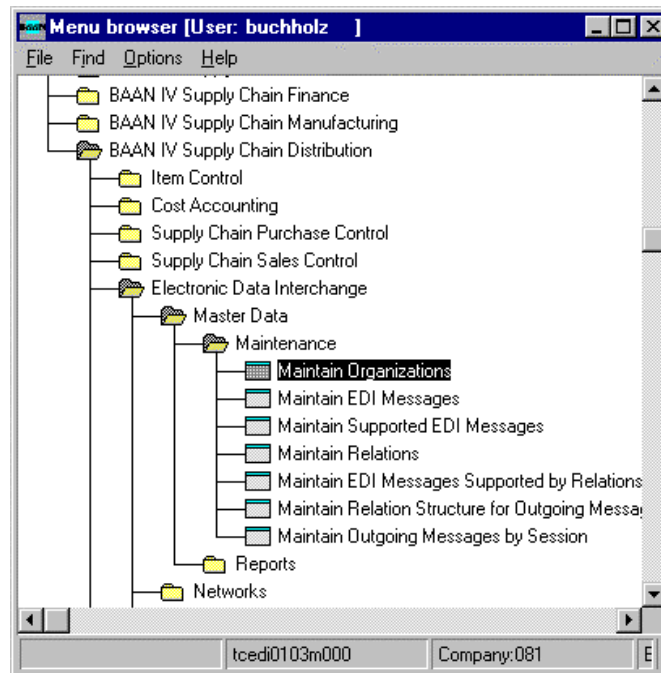 BaaN Menu browser [User: buchholz ]
File Find Options Help
BAAN IV Supply Chain Finance
BAAN IV Supply Chain Manufacturing
BAAN IV Supply Chain Distribution
Item Control
Cost Accounting
Supply Chain Purchase Control
Supply Chain Sales Control
Electronic Data Interchange
Master Data
Maintenance
Maintain Organizations
Maintain EDI Messages
Maintain Supported EDI Messages
Maintain Relations
Maintain EDI Messages Supported by Relations
Maintain Relation Structure for Outgoing Messa
Maintain Outgoing Messages by Session
Reports
Networks
tcedi0103m000 Company:081 E